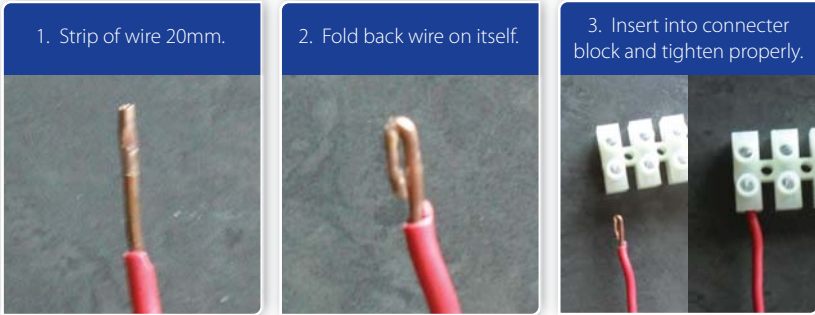 1. Strip of wire 20mm.
2. Fold back wire on itself.
3. Insert into connecter
block and tighten properly.